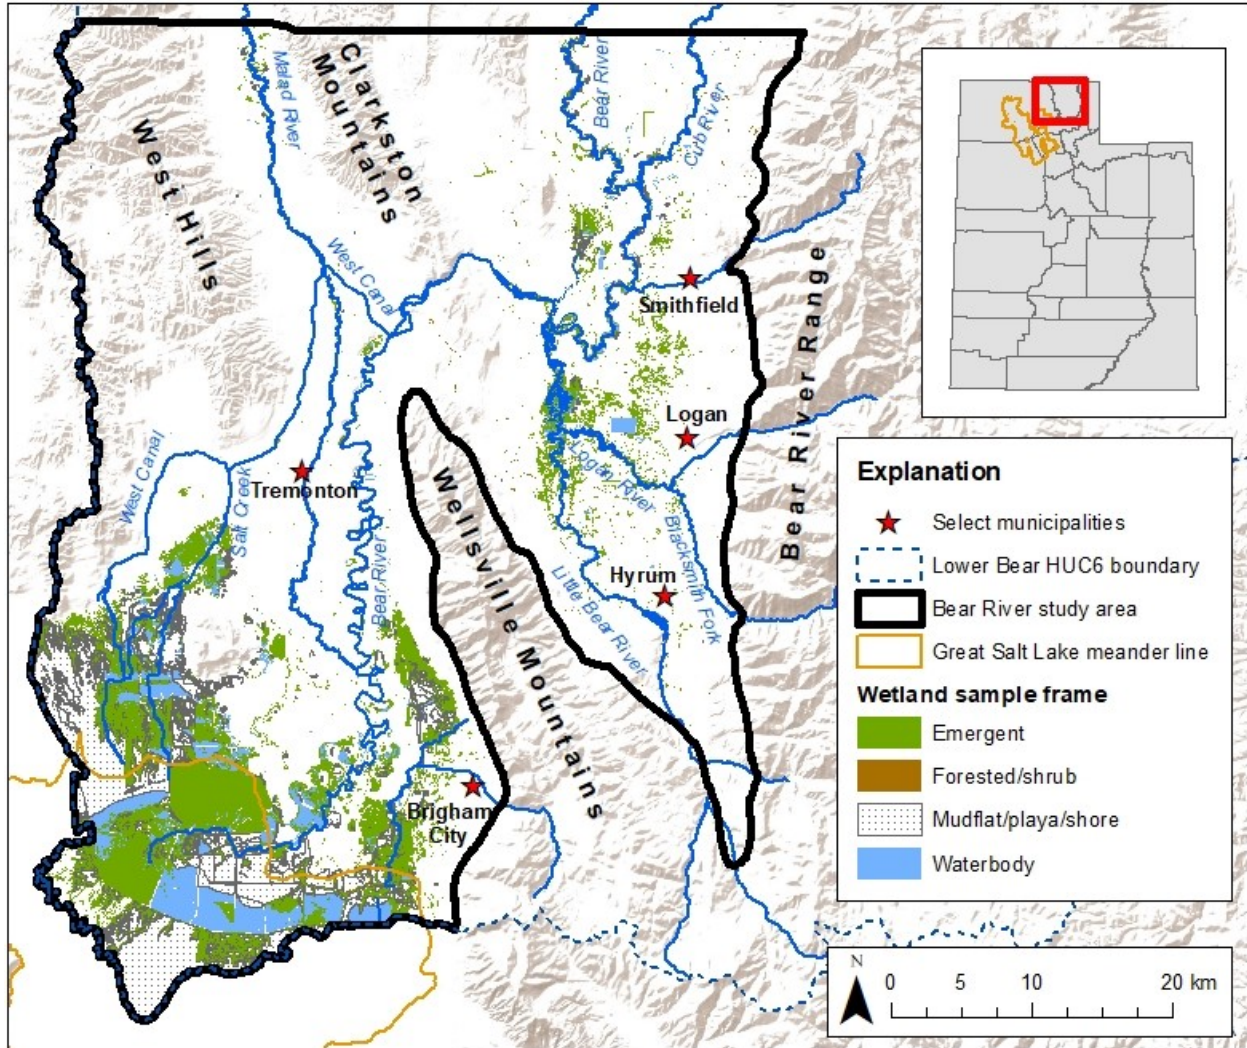 Malad River
Clarkston
Mountains
Bear River
Cub River
West Hills
West Canal
Smithfield
Bear River Range
Logan
West Canal
Salt Creek
Tremonton
Logan River
Wellsville Mountains
Blacksmith Fork
Bear River
Little Bear River
Hyrum
Brigham
City
Explanation
Select municipalities
Lower Bear HUC6 boundary
Bear River study area
Great Salt Lake meander line
Wetland sample frame
Emergent
Forested/shrub
Mudflat/playa/shore
Waterbody
N
0 5 10 20 km